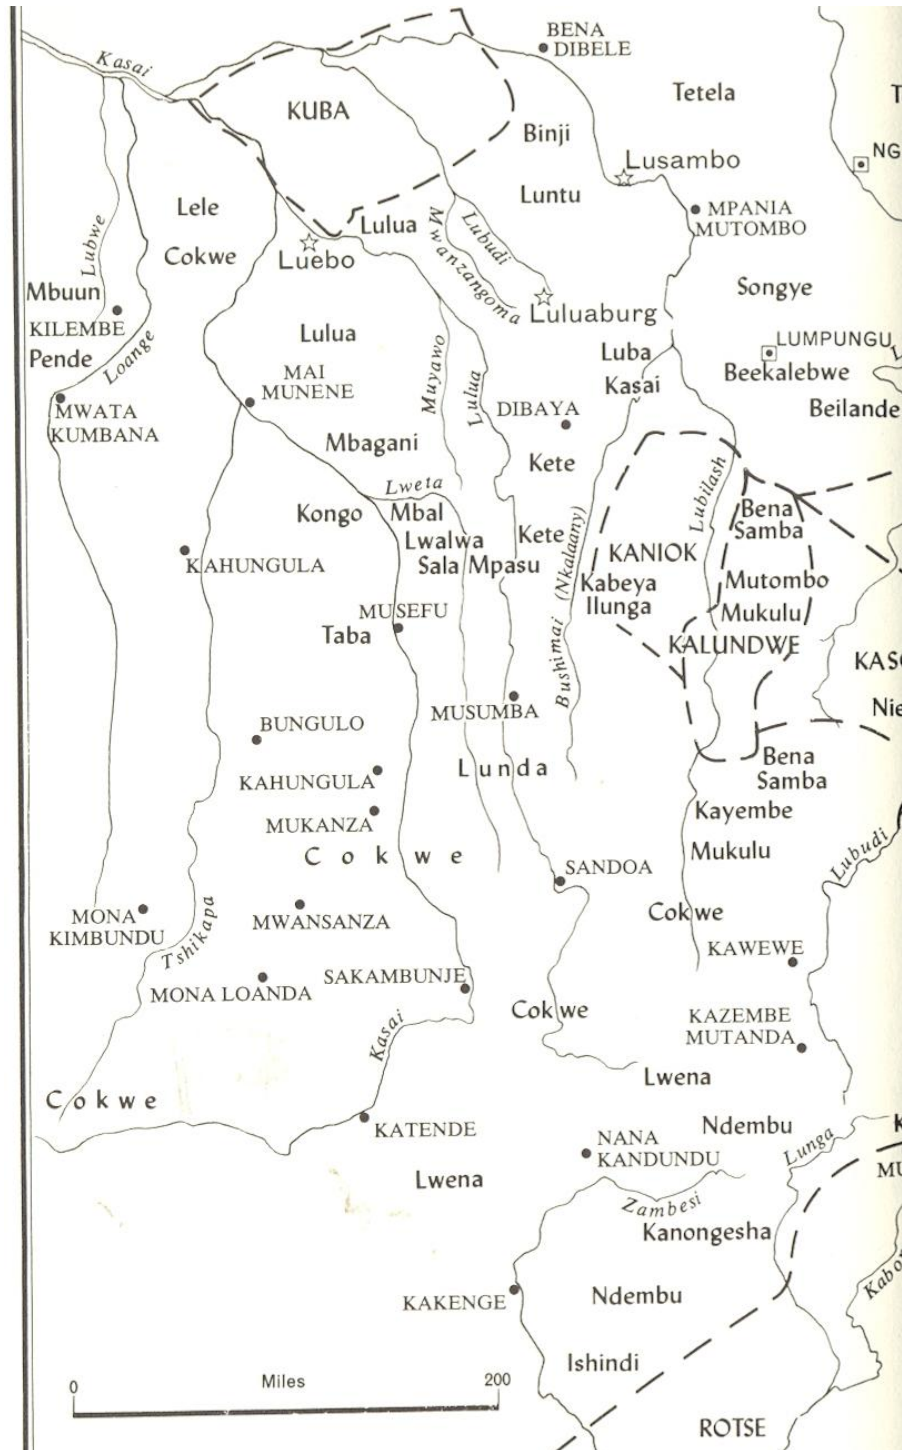 BENA
DIBELE
Kasai
Tetela
T
KUBA
Binji
NG
Lusambo
Luntu
Lele
MPANIA
MUTOMBO
Lulua
Lubudi
Mwanzangoma
Lubwe
Cokwe
Luebo
Songye
Mbuun
Luluaburg
KILEMBE
Lulua
LUMPUNGU
Pende
Loange
Muyawo
Lulua
Luba
Kasai
L
Beekalebwe
MAI
MUNENE
MWATA
KUMBANA
DIBAYA
Beilande
Mbagani
Kete
Lubilash
Lweta
Kongo
Mbal
Bena
Samba
Lwalwa
Kete
Sala Mpasu
KANIOK
KAHUNGULA
Kabeya
Ilunga
Mutombo
Mukulu
Bushimai (Nkalaany)
MUSEFU
Taba
KALUNDWE
KAS
MUSUMBA
Nie
BUNGULO
Lunda
Bena
Samba
KAHUNGULA
MUKANZA
Kayembe
Mukulu
Cokwe
Lubudi
SANDOA
MONA
KIMBUNDU
MWANSANZA
Cokwe
Tshikapa
KAWEWE
MONA LOANDA
SAKAMBUNJE
Kasai
Cokwe
KAZEMBE
MUTANDA
Lwena
Cokwe
KATENDE
Ndembu
Lunga
K
NANA
KANDUNDU
MU
Lwena
Zambesi
Kanongesha
Kabo
KAKENGE
Ndembu
Ishindi
0 Miles 200
ROTSE